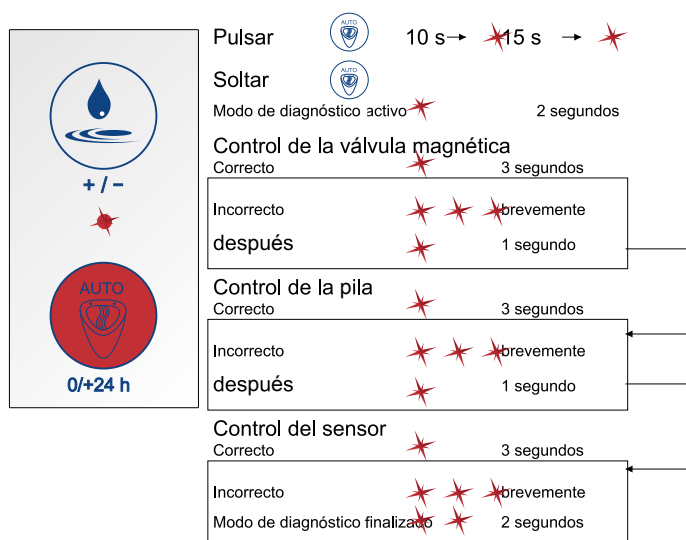 + / −
AUTO
0/+24 h
Pulsar AUTO 10 s 15 s
Soltar AUTO
Modo de diagnóstico activo 2 segundos
Control de la válvula magnética
Correcto 3 segundos
Incorrecto brevemente
después 1 segundo
Control de la pila
Correcto 3 segundos
Incorrecto brevemente
después 1 segundo
Control del sensor
Correcto 3 segundos
Incorrecto brevemente
Modo de diagnóstico finalizado 2 segundos